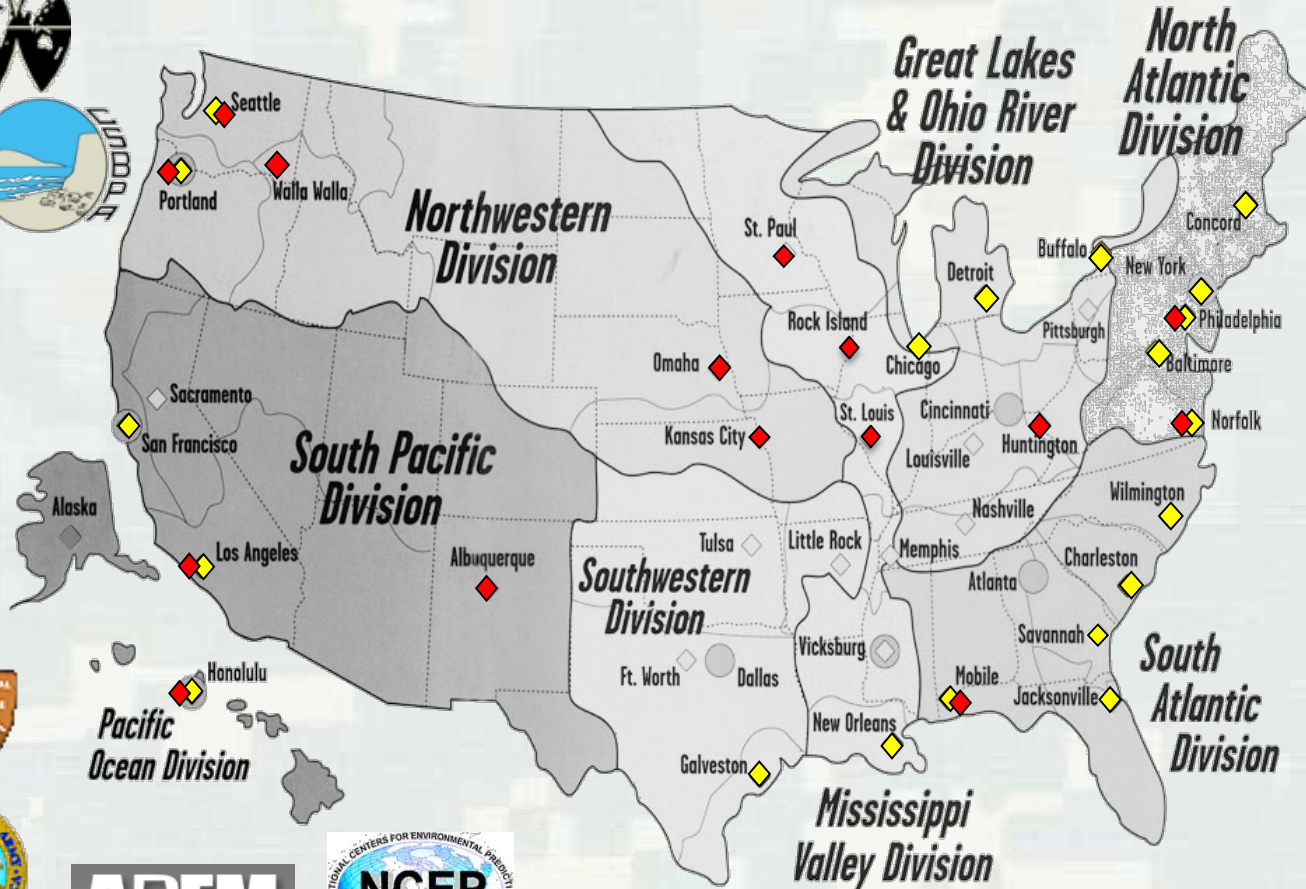 North
Atlantic
Division
Great Lakes
& Ohio River
Division
Seattle
Portland
Walla Walla
Northwestern
Division
St. Paul
Concord
Buffalo
New York
Detroit
Pittsburgh
Philadelphia
Rock Island
Chicago
Baltimore
Omaha
Sacramento
San Francisco
St. Louis
Cincinnati
Norfolk
Kansas City
Louisville
Huntington
South Pacific
Division
Alaska
Wilmington
Nashville
Los Angeles
Albuquerque
Tulsa
Little Rock
Memphis
Charleston
Atlanta
Southwestern
Division
Savannah
Vicksburg
South
Atlantic
Division
Honolulu
Ft. Worth
Dallas
Mobile
Jacksonville
Pacific
Ocean Division
New Orleans
Galveston
Mississippi
Valley Division
NCEP